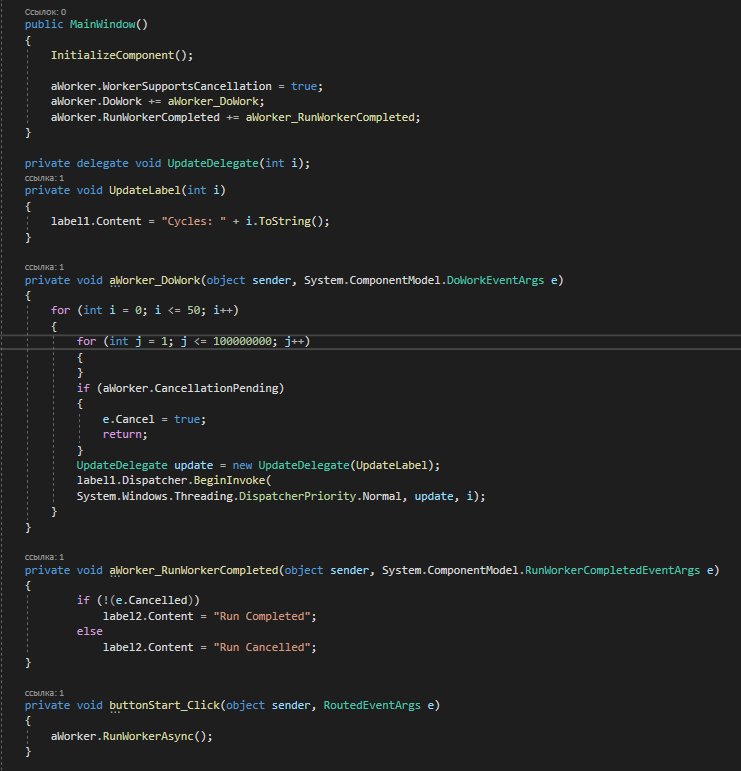 Ссылок: 0
public MainWindow()
{
InitializeComponent();
aWorker.WorkerSupportsCancellation = true;
aWorker.DoWork += aWorker_DoWork;
aWorker.RunWorkerCompleted += aWorker_RunWorkerCompleted;
}
private delegate void UpdateDelegate(int i);
ссылка: 1
private void UpdateLabel(int i)
{
label1.Content = "Cycles: " + i.ToString();
}
ссылка: 1
private void aWorker_DoWork(object sender, System.ComponentModel.DoWorkEventArgs e)
{
for (int i = 0; i <= 50; i++)
{
for (int j = 1; j <= 100000000; j++)
{
}
if (aWorker.CancellationPending)
{
e.Cancel = true;
return;
}
UpdateDelegate update = new UpdateDelegate(UpdateLabel);
label1.Dispatcher.BeginInvoke(
System.Windows.Threading.DispatcherPriority.Normal, update, i);
}
}
ссылка: 1
private void aWorker_RunWorkerCompleted(object sender, System.ComponentModel.RunWorkerCompletedEventArgs e)
{
if (!(e.Cancelled))
label2.Content = "Run Completed";
else
label2.Content = "Run Cancelled";
}
ссылка: 1
private void buttonStart_Click(object sender, RoutedEventArgs e)
{
aWorker.RunWorkerAsync();
}